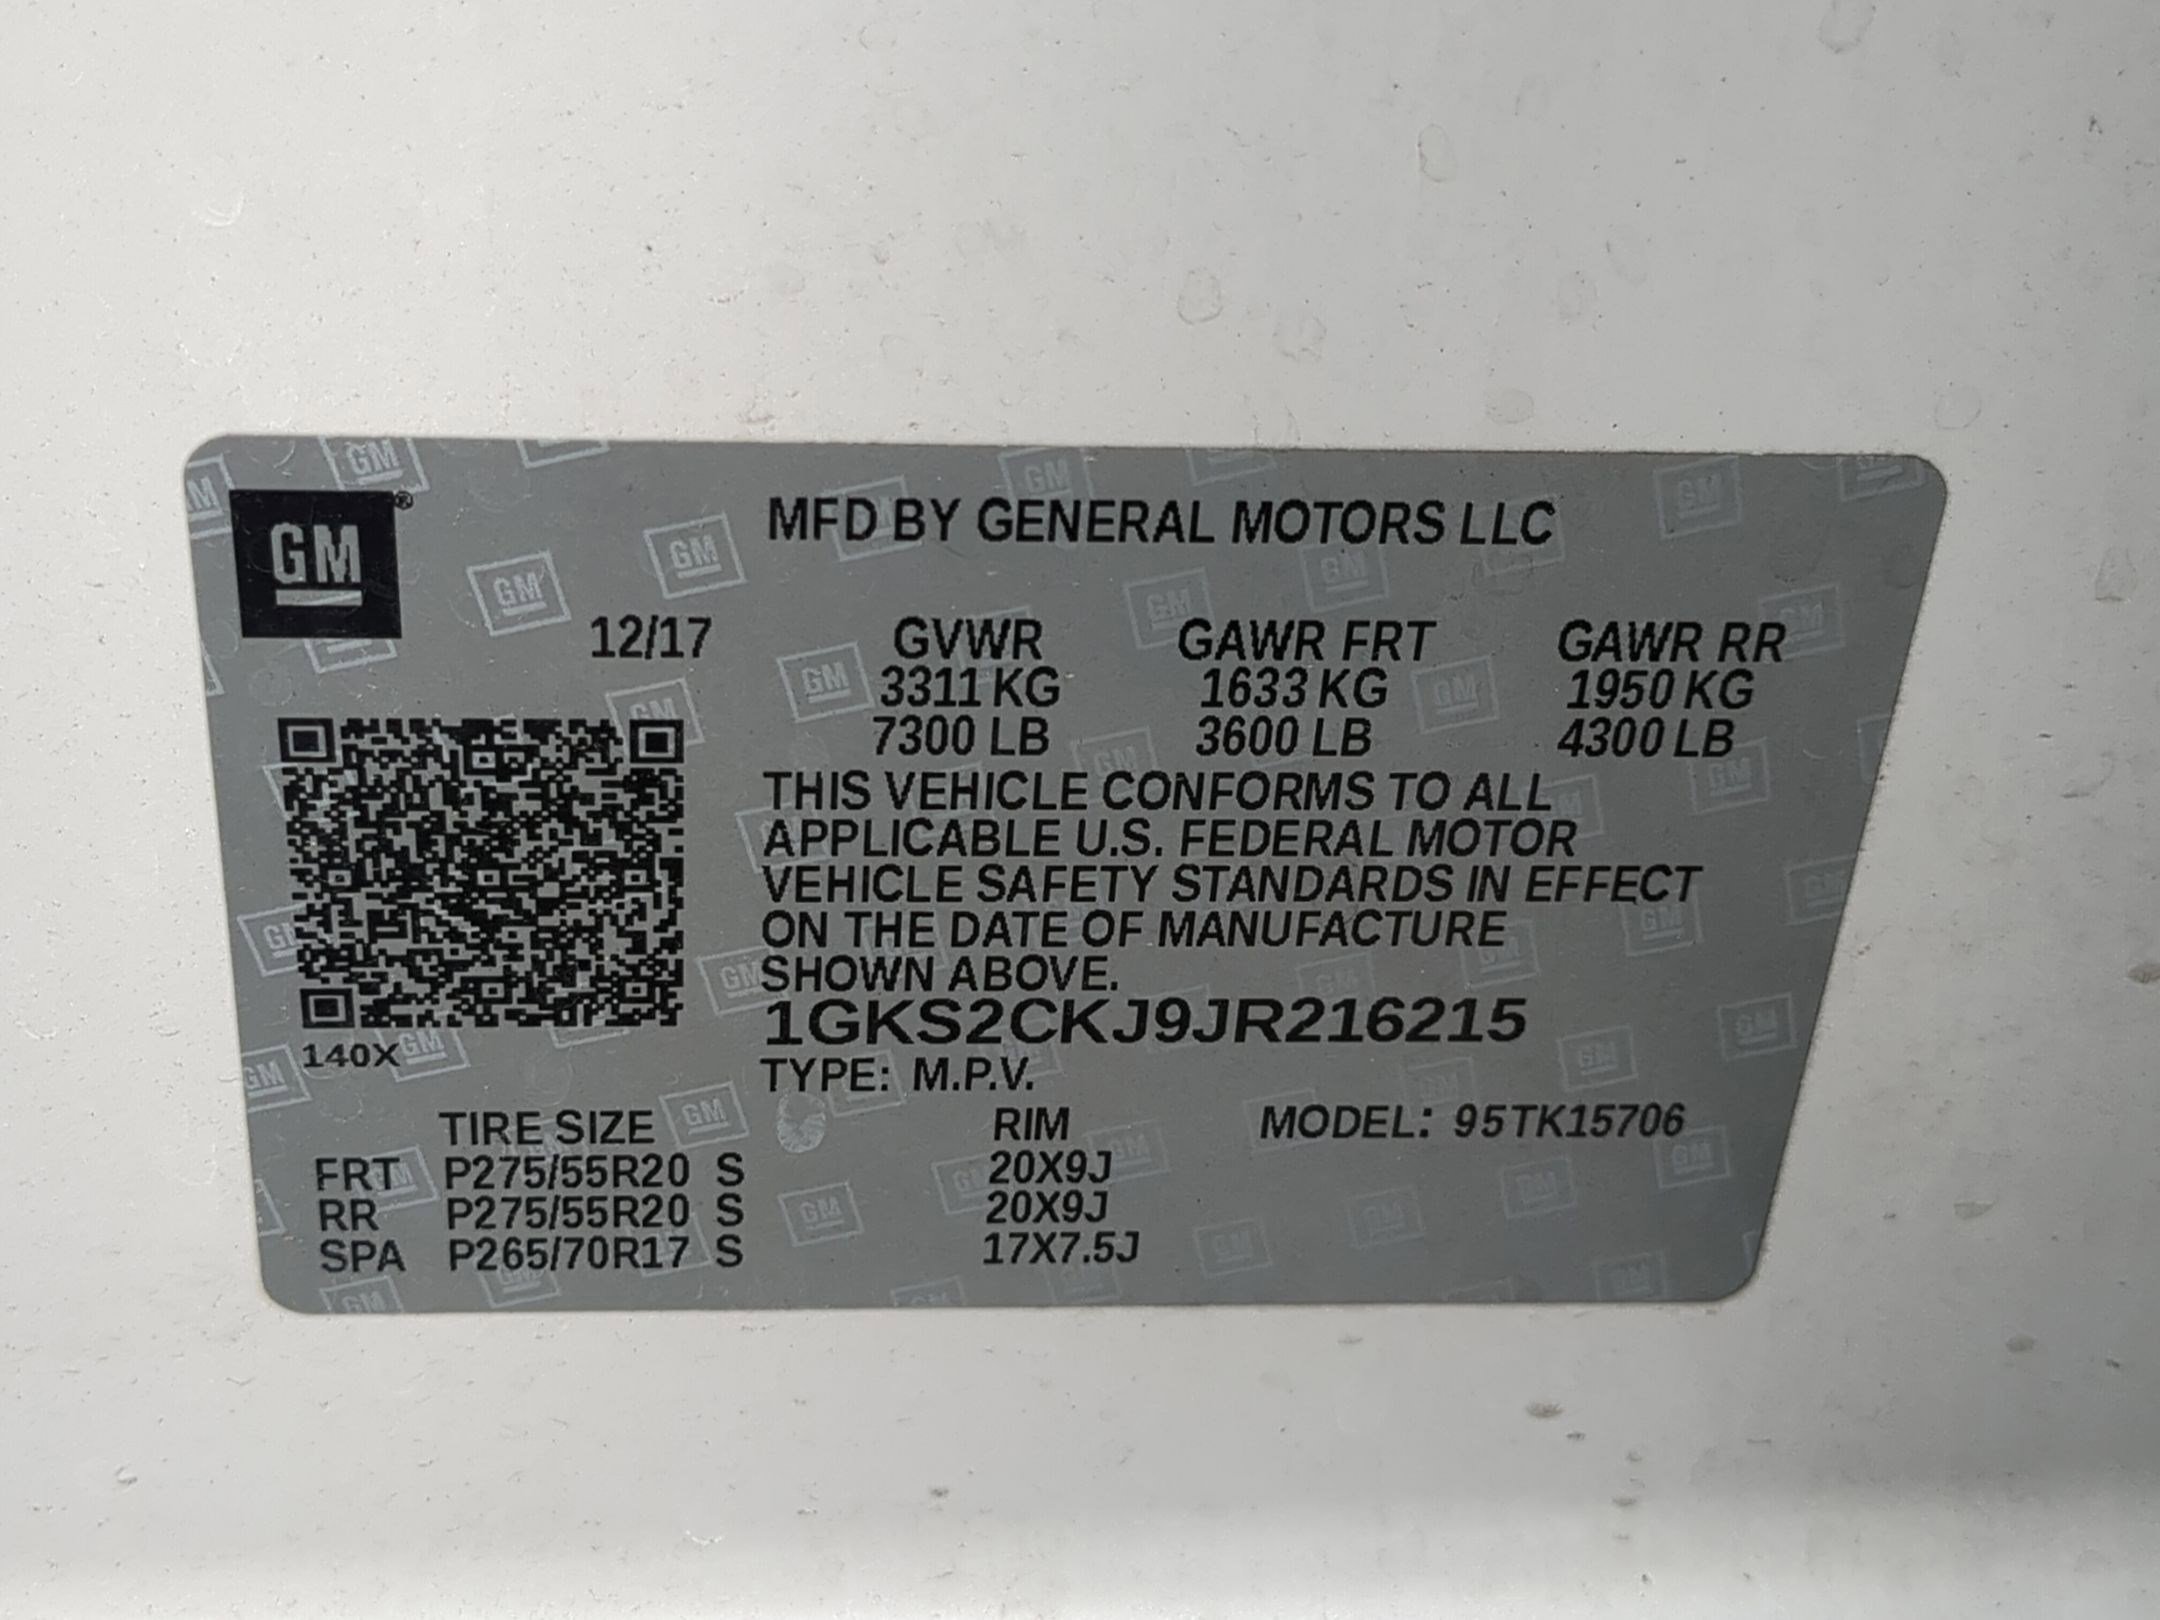 GM®
MFD BY GENERAL MOTORS LLC
12/17 GVWR GAWR FRT GAWR RR
3311 KG 1633 KG 1950 KG
7300 LB 3600 LB 4300 LB
THIS VEHICLE CONFORMS TO ALL
APPLICABLE U.S. FEDERAL MOTOR
VEHICLE SAFETY STANDARDS IN EFFECT
ON THE DATE OF MANUFACTURE
SHOWN ABOVE.
1GKS2CKJ9JR216215
140X
TYPE: M.P.V.
TIRE SIZE RIM MODEL: 95TK15706
FRT P275/55R20 S 20X9J
RR P275/55R20 S 20X9J
SPA P265/70R17 S 17X7.5J